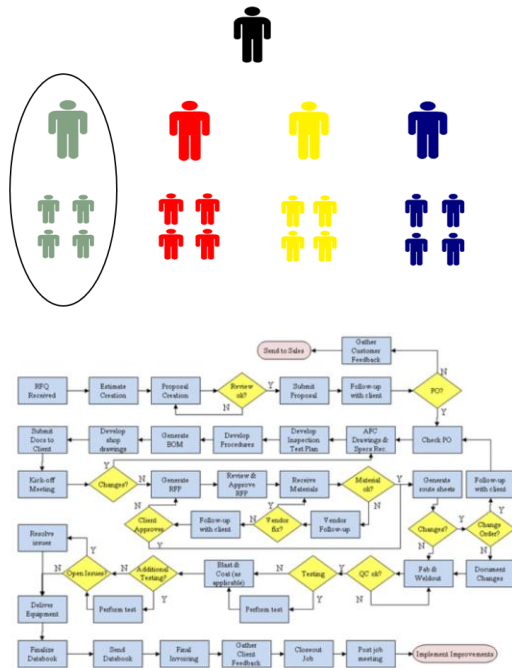 Gather
Customer
Feedback
Send to Sales
N
RFQ
Received
Estimate
Creation
Proposal
Creation
Review
ok?
Y
Submit
Proposal
Follow-up
with client
PO?
N
Y
Submit
Docs to
Client
Develop
shop
drawings
Generate
BOM
Develop
Procedures
Develop
Inspection
Test Plan
AFC
Drawings &
Specs Rec.
Check PO
Kick off
Meeting
Changes?
N
Y
Generate
RFP
Review &
Approve
RFP
Receive
Materials
Material
ok?
Y
Generate
route sheets
Follow-up
with client
N
Client
Approves
Y
Follow-up
with client
N
Vendor
fix?
Y
Vendor
Follow-up
N
Changes?
Y
Change
Order?
Y
N
N
Resolve
issues
Y
Open Issues?
N
Additional
Testing?
N
Blast &
Coat (as
applicable)
N
Testing
Y
QC ok?
Fab &
Weldout
Document
Changes
Y
Y
N
Deliver
Equipment
Perform test
Perform test
Finalize
Databook
Send
Databook
Final
Invoicing
Gather
Client
Feedback
Closeout
Job
Post job
meeting
Implement Improvements